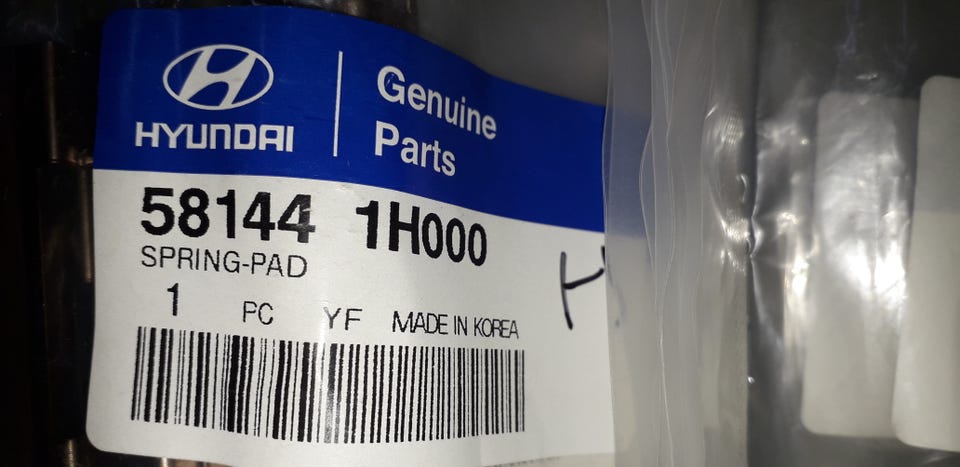 HYUNDAI
Genuine
Parts
58144 1H000
SPRING-PAD
1 PC YF MADE IN KOREA